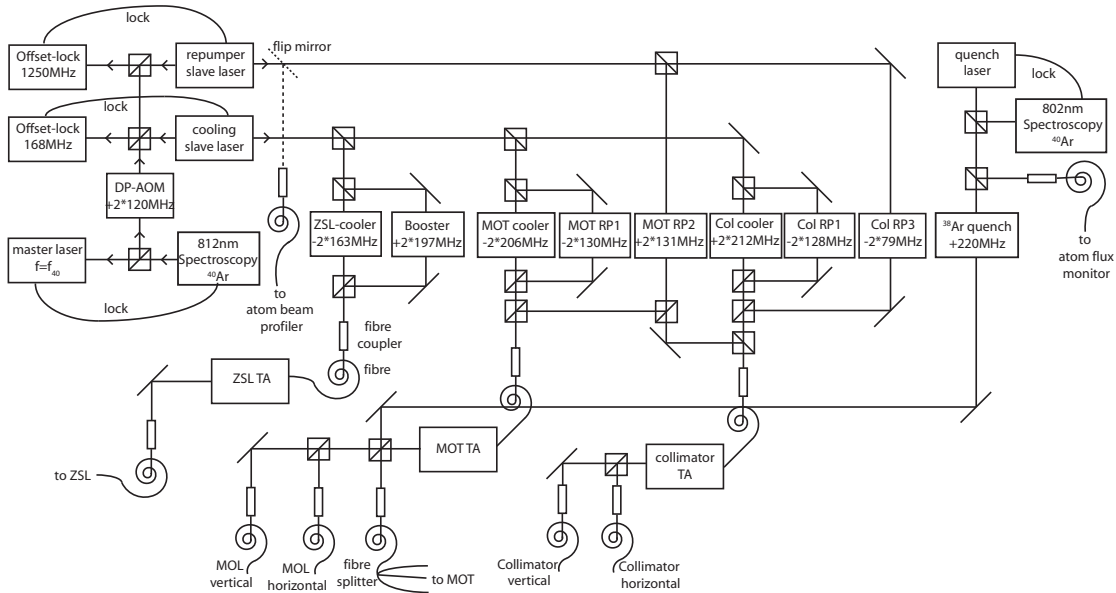 lock
flip mirror
Offset-lock
1250MHz
repumper
slave laser
quench
laser
lock
lock
Offset-lock
168MHz
cooling
slave laser
802nm
Spectroscopy
40Ar
DP-AOM
+2*120MHz
ZSL-cooler
-2*163MHz
Booster
+2*197MHz
MOT cooler
-2*206MHz
MOT RP1
-2*130MHz
MOT RP2
+2*131MHz
Col cooler
+2*212MHz
Col RP1
-2*128MHz
Col RP3
-2*79MHz
38Ar quench
+220MHz
to
atom flux
monitor
master laser
f=f40
812nm
Spectroscopy
40Ar
lock
to
atom beam
profiler
fibre
coupler
fibre
ZSL TA
MOT TA
collimator
TA
to ZSL
MOL
vertical
MOL
horizontal
fibre
splitter
to MOT
Collimator
vertical
Collimator
horizontal